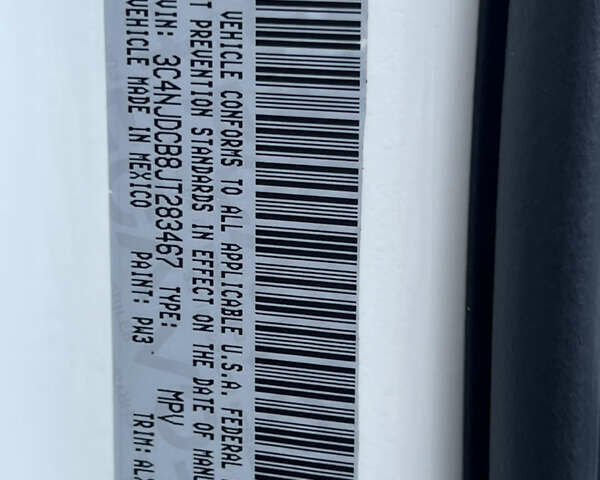 VEHICLE CONFORMS TO ALL APPLICABLE U.S.A. FEDERAL
T PREVENTION STANDARDS IN EFFECT ON THE DATE OF MANU
VIN: 3C4NJDCB8JT283467 TYPE: MPV
VEHICLE MADE IN MEXICO PAINT: PW3 TRIM: